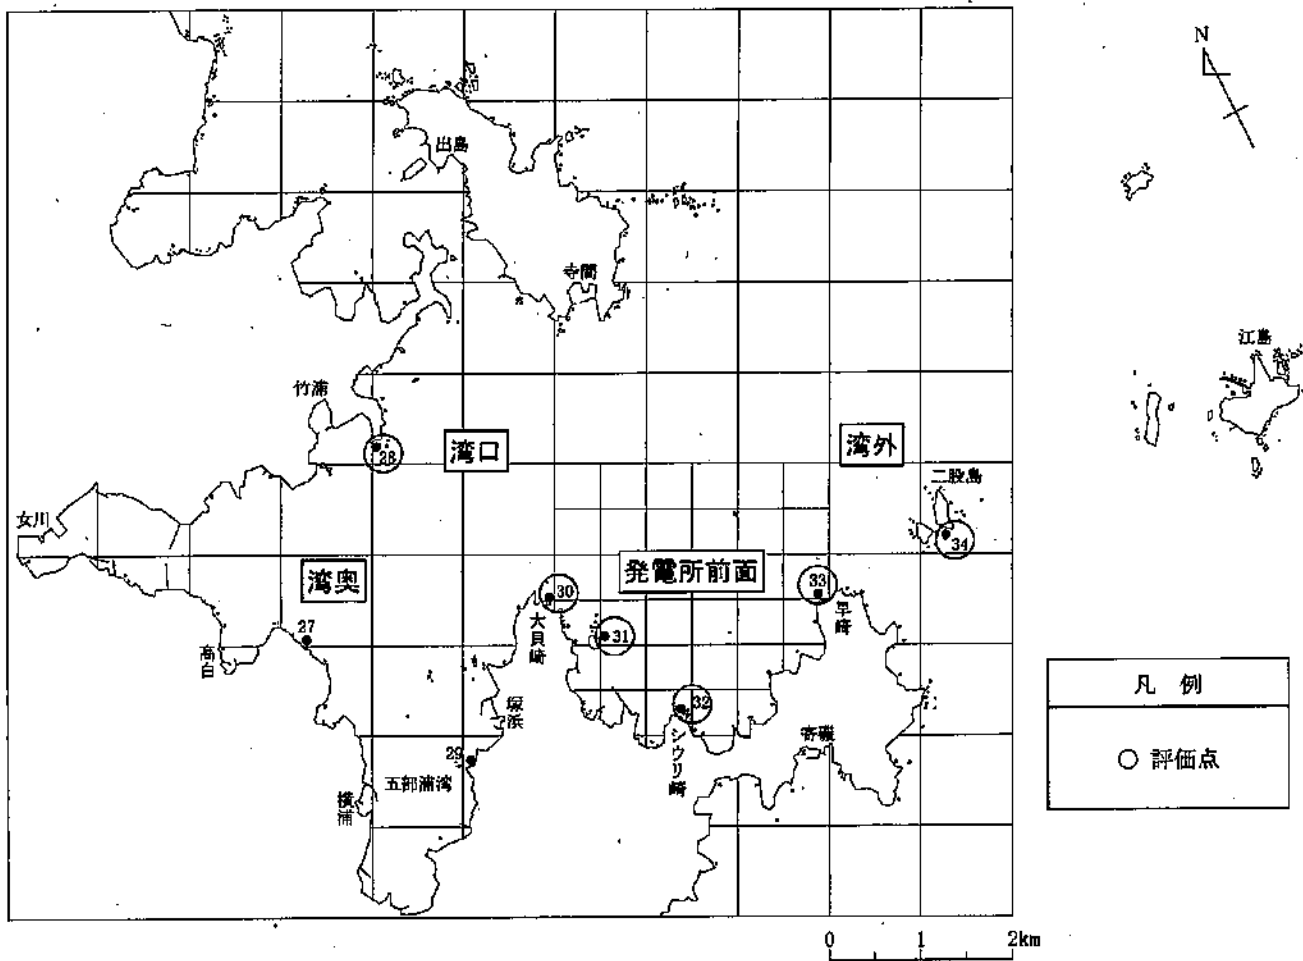 N
出島
寺間
江島
竹浦
28
湾口
湾外
二股島
34
女川
湾奥
発電所前面
30
大貝崎
31
33
早崎
27
高白
塚浜
32
シウリ崎
寄磯
29
五部浦湾
横浦
凡 例
○ 評価点
0 1 2km